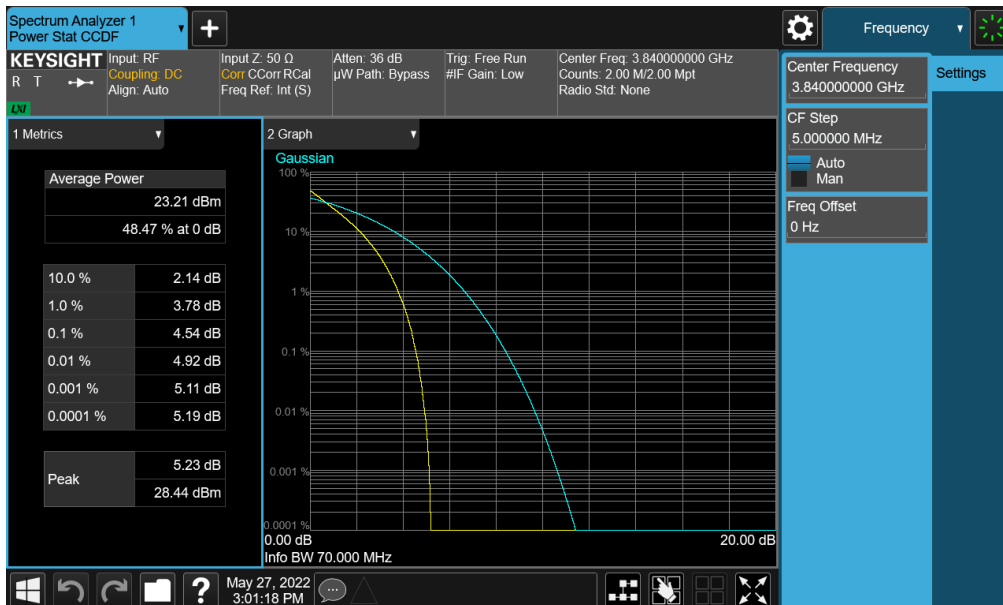 Spectrum Analyzer 1
Power Stat CCDF
+
Frequency
KEYSIGHT
R T
LXI
Input: RF
Coupling: DC
Align: Auto
Input Z: 50 Ω
Corr CCorr RCal
Freq Ref: Int (S)
Atten: 36 dB
µW Path: Bypass
Trig: Free Run
#IF Gain: Low
Center Freq: 3.840000000 GHz
Counts: 2.00 M/2.00 Mpt
Radio Std: None
Center Frequency
3.840000000 GHz
Settings
CF Step
5.000000 MHz
Auto
Man
Freq Offset
0 Hz
1 Metrics
Average Power
23.21 dBm
48.47 % at 0 dB
10.0 % 2.14 dB
1.0 % 3.78 dB
0.1 % 4.54 dB
0.01 % 4.92 dB
0.001 % 5.11 dB
0.0001 % 5.19 dB
Peak
5.23 dB
28.44 dBm
2 Graph
Gaussian
100 %
10 %
1 %
0.1 %
0.01 %
0.001 %
0.0001 %
0.00 dB 20.00 dB
Info BW 70.000 MHz
?
May 27, 2022
3:01:18 PM